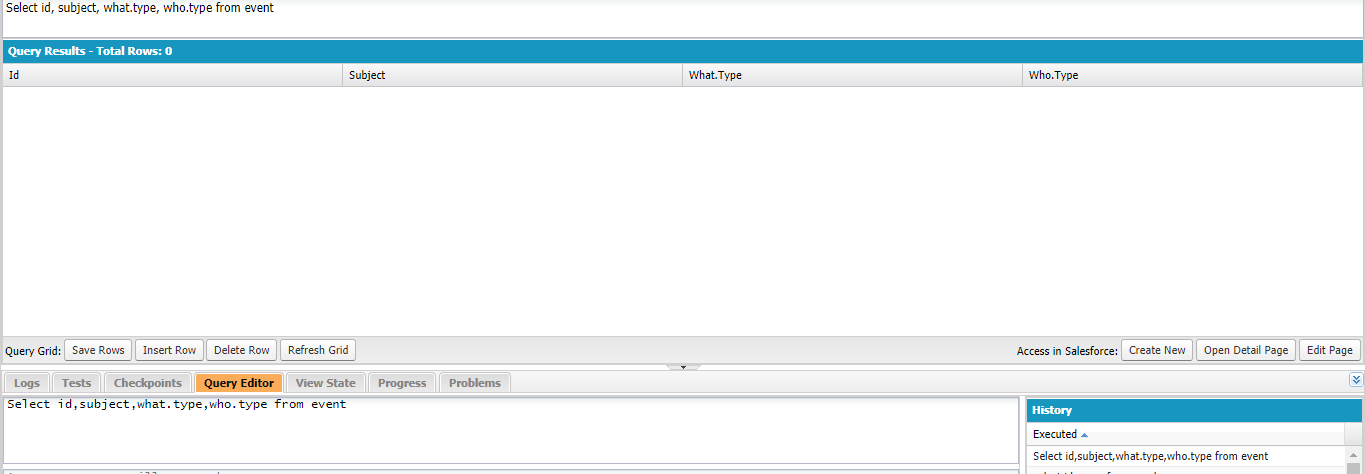 Select id, subject, what.type, who.type from event
Query Results - Total Rows: 0
Id Subject What.Type Who.Type
Query Grid: Save Rows Insert Row Delete Row Refresh Grid Access in Salesforce: Create New Open Detail Page Edit Page
Logs Tests Checkpoints Query Editor View State Progress Problems
Select id,subject,what.type,who.type from event
History
Executed
Select id,subject,what.type,who.type from event